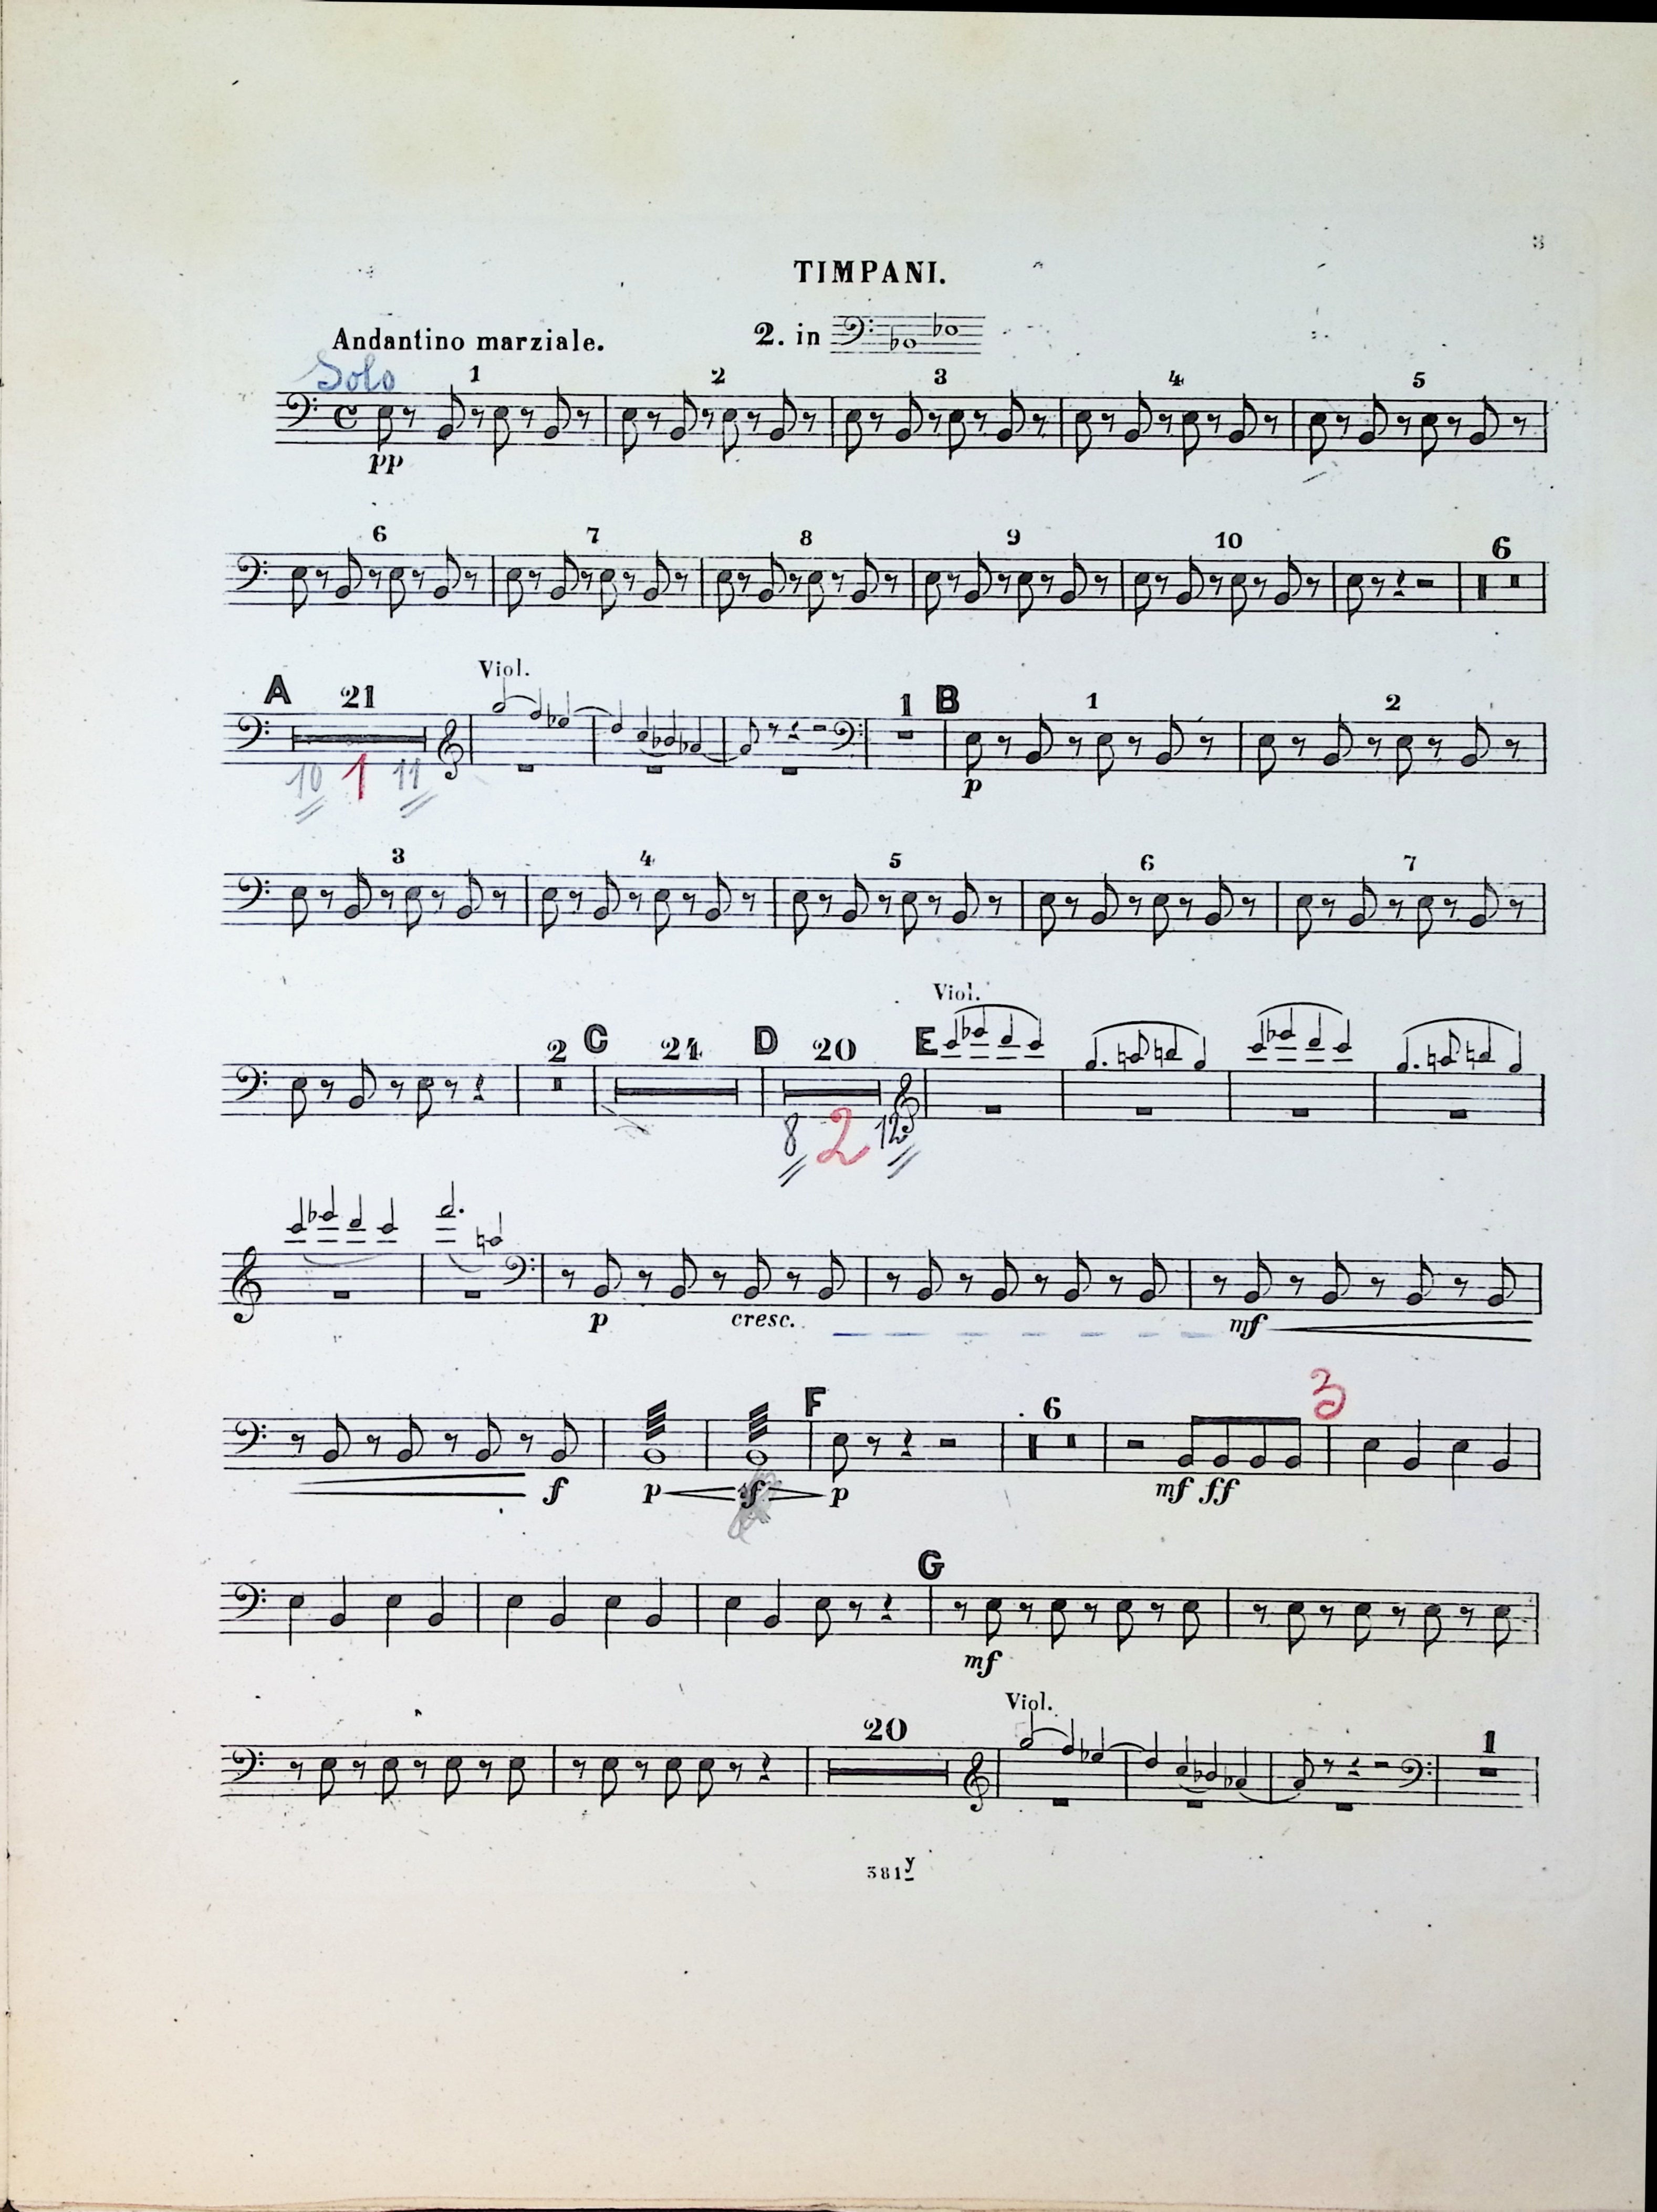 3
TIMPANI.
Andantino marziale. 2. in
Solo 1 2 3 4 5
pp
6 7 8 9 10 6
Viol.
A 21 1 B 1 2
10 1 11 p
3 4 5 6 7
Viol.
2 C 24 D 20 E
8 2 12
p cresc. mf
F 6 3
f p sf p mf ff
G
mf
Viol.
20 1
381y